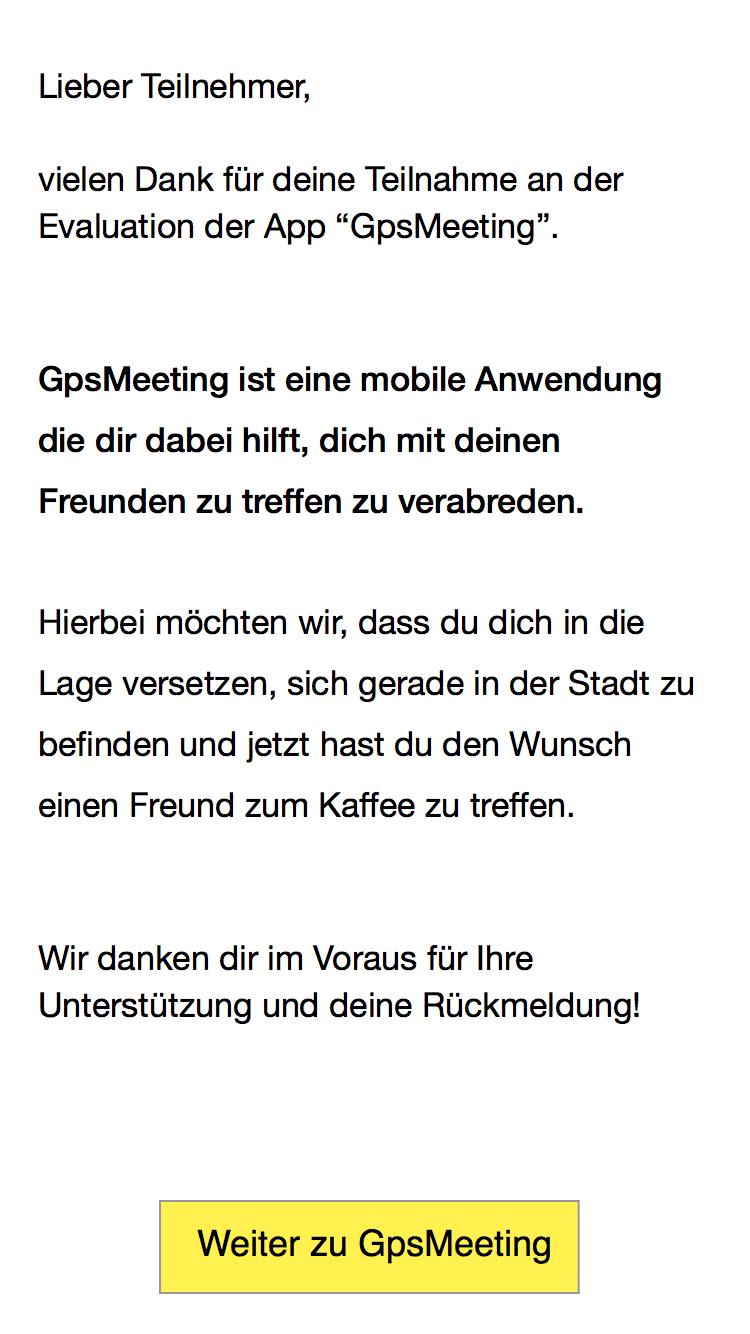 Lieber Teilnehmer,
vielen Dank für deine Teilnahme an der
Evaluation der App “GpsMeeting”.
GpsMeeting ist eine mobile Anwendung
die dir dabei hilft, dich mit deinen
Freunden zu treffen zu verabreden.
Hierbei möchten wir, dass du dich in die
Lage versetzen, sich gerade in der Stadt zu
befinden und jetzt hast du den Wunsch
einen Freund zum Kaffee zu treffen.
Wir danken dir im Voraus für Ihre
Unterstützung und deine Rückmeldung!
Weiter zu GpsMeeting